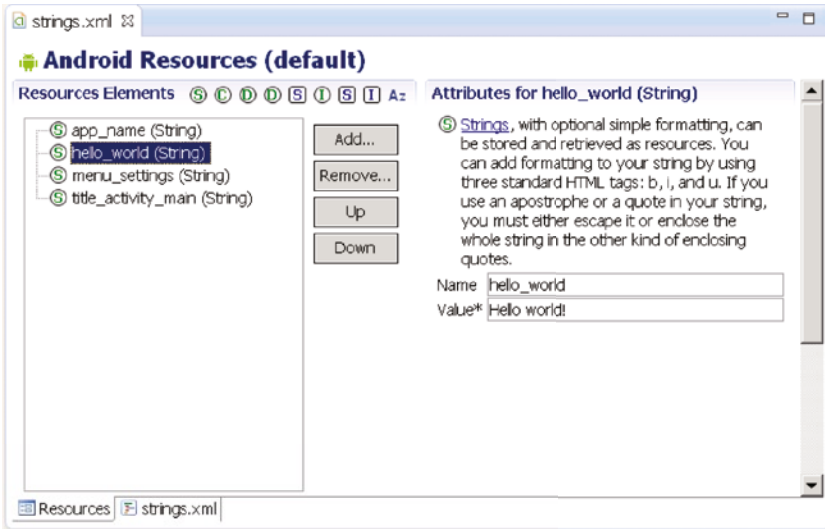 strings.xml
Android Resources (default)
Resources Elements S C D D S I S I Az
S app_name (String)
S hello_world (String)
S menu_settings (String)
S title_activity_main (String)
Add...
Remove...
Up
Down
Attributes for hello_world (String)
S Strings, with optional simple formatting, can
be stored and retrieved as resources. You
can add formatting to your string by using
three standard HTML tags: b, i, and u. If you
use an apostrophe or a quote in your string,
you must either escape it or enclose the
whole string in the other kind of enclosing
quotes.
Name hello_world
Value* Hello world!
Resources strings.xml